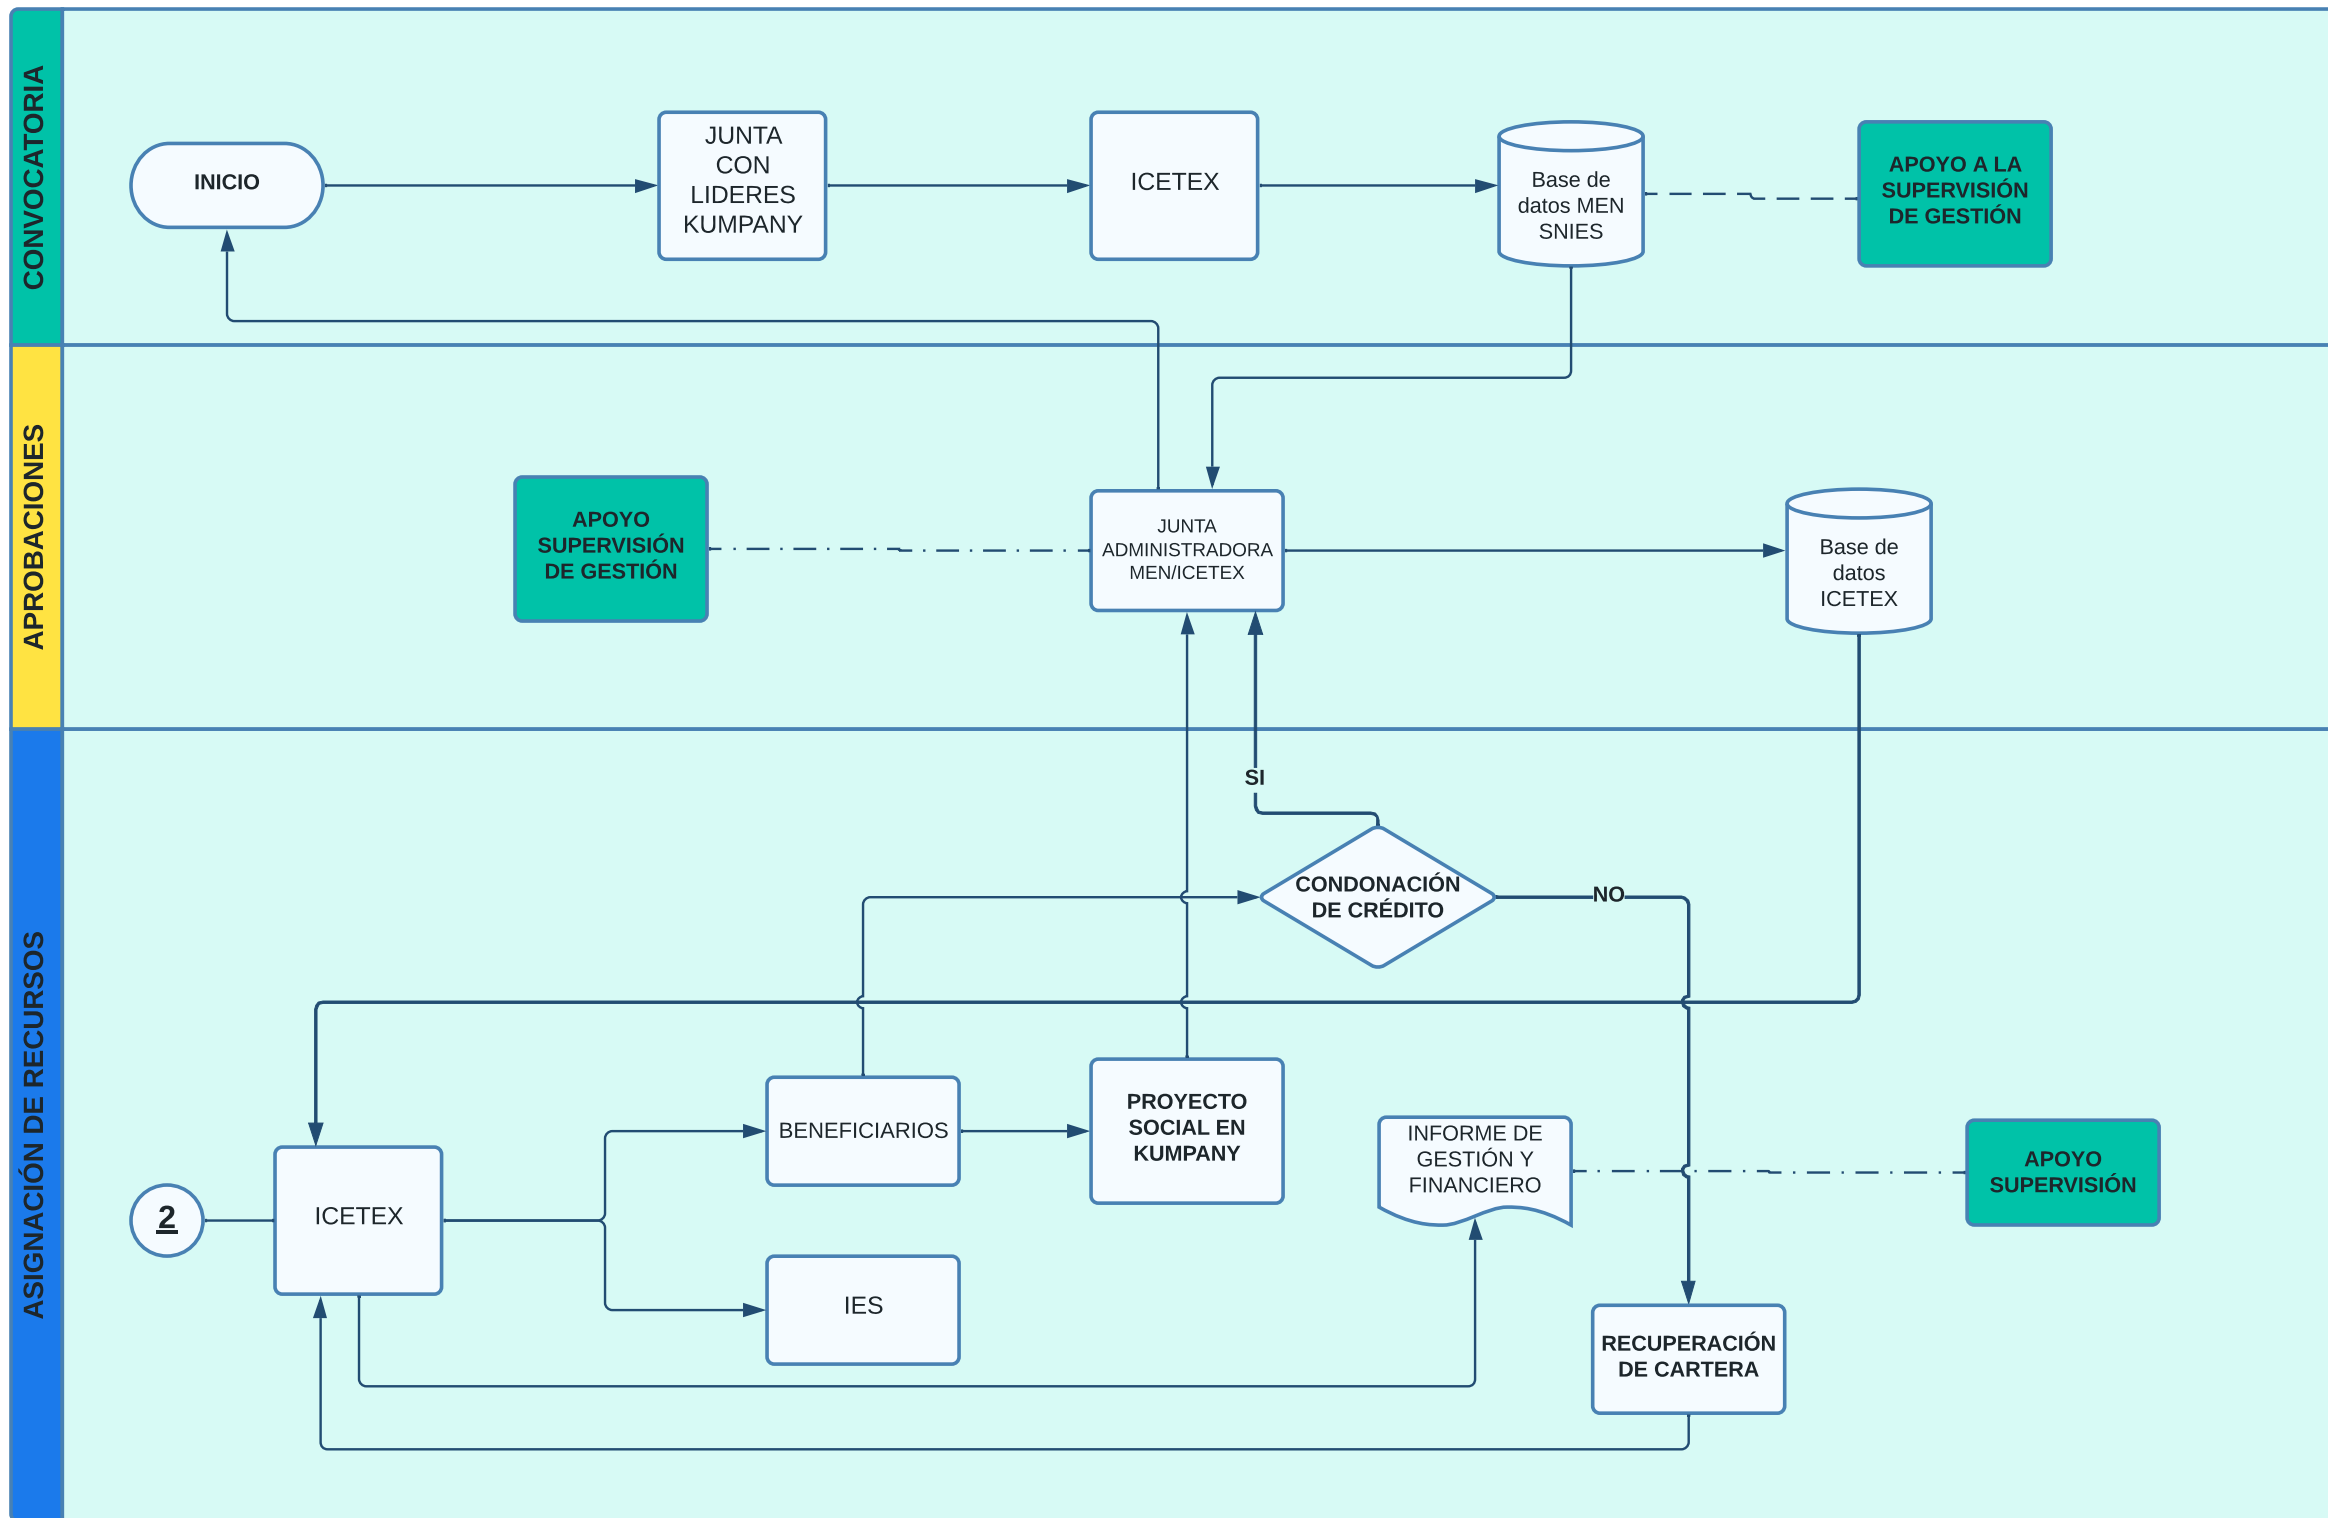 CONVOCATORIA
INICIO
JUNTA
CON
LIDERES
KUMPANY
ICETEX
Base de
datos MEN
SNIES
APOYO A LA
SUPERVISIÓN
DE GESTIÓN
APROBACIONES
APOYO
SUPERVISIÓN
DE GESTIÓN
JUNTA
ADMINISTRADORA
MEN/ICETEX
Base de
datos
ICETEX
ASIGNACIÓN DE RECURSOS
SI
CONDONACIÓN
DE CRÉDITO
NO
2
ICETEX
BENEFICIARIOS
PROYECTO
SOCIAL EN
KUMPANY
IES
INFORME DE
GESTIÓN Y
FINANCIERO
APOYO
SUPERVISIÓN
RECUPERACIÓN
DE CARTERA